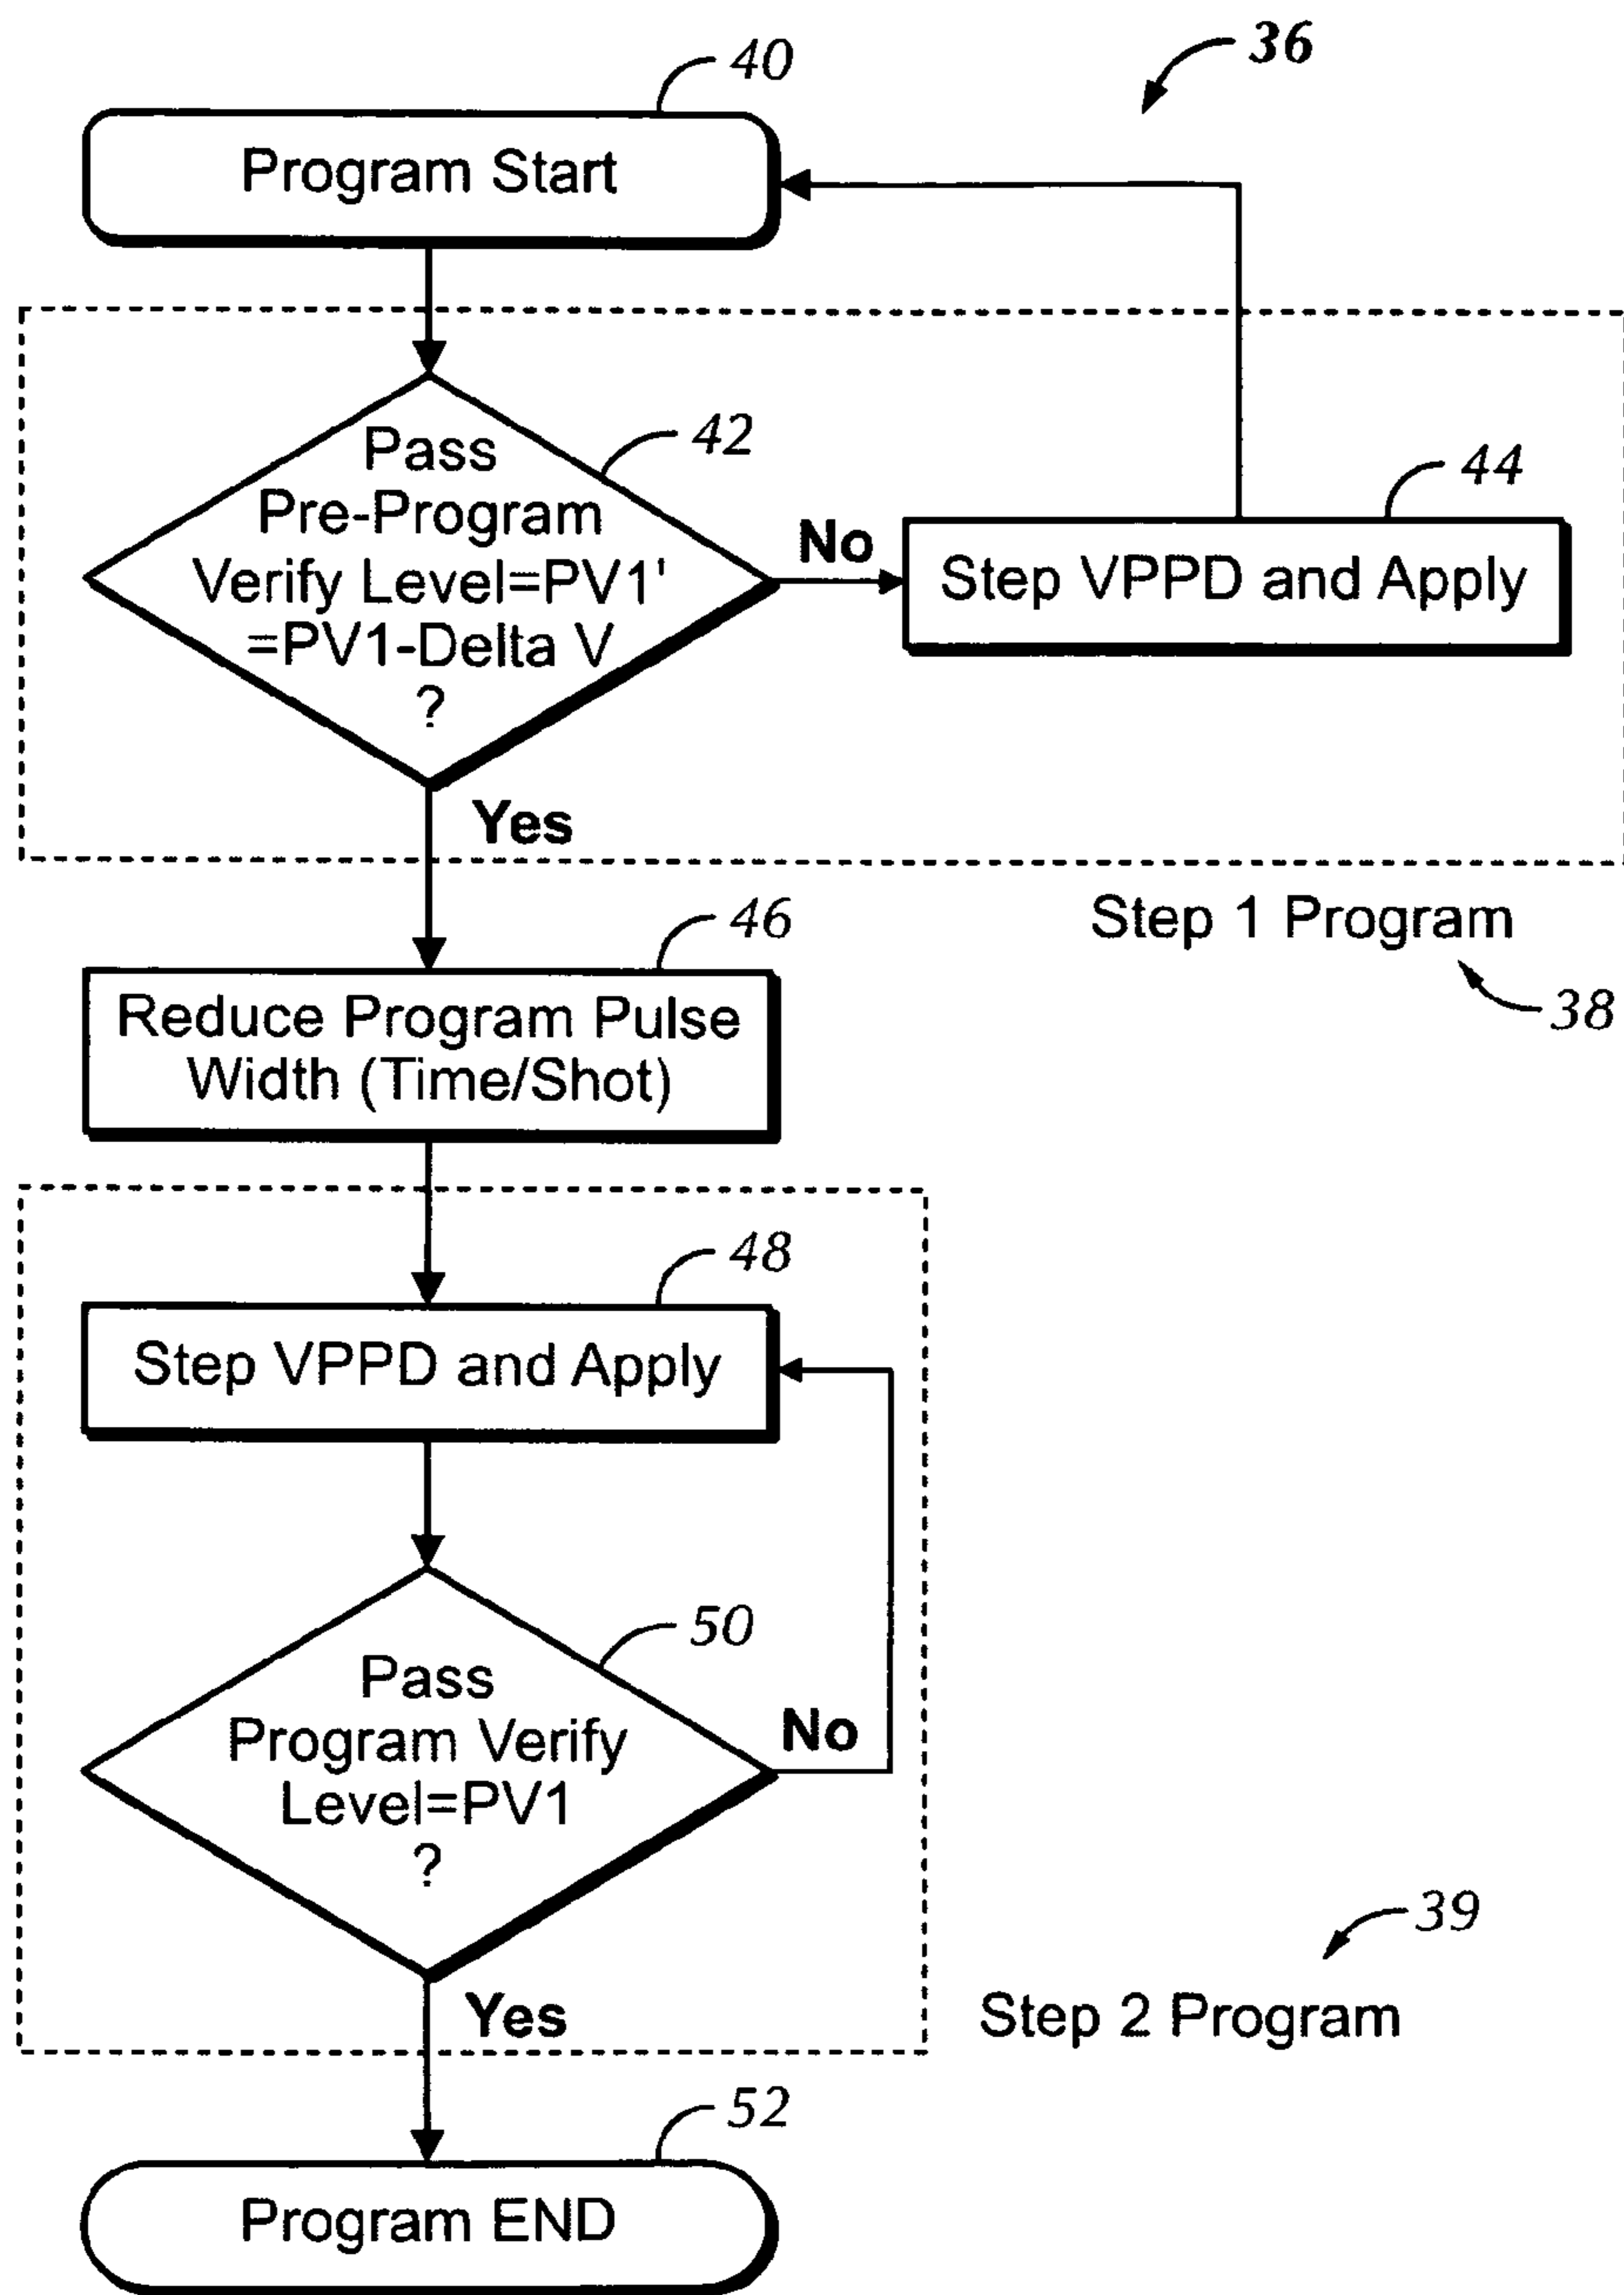 36
40
Program Start
42
Pass
Pre-Program
Verify Level=PV1'
=PV1-Delta V
?
No
44
Step VPPD and Apply
Yes
Step 1 Program
38
46
Reduce Program Pulse
Width (Time/Shot)
48
Step VPPD and Apply
50
Pass
Program Verify
Level=PV1
?
No
Yes
39
Step 2 Program
52
Program END